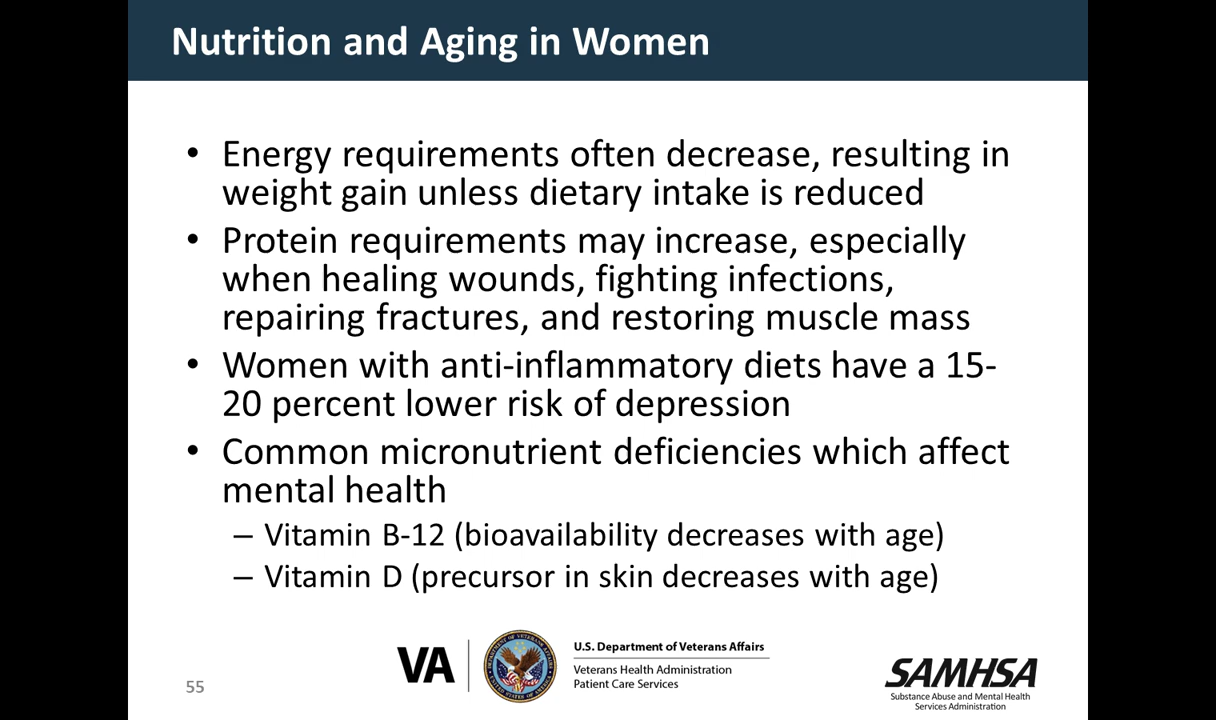 Nutrition and Aging in Women
• Energy requirements often decrease, resulting in
weight gain unless dietary intake is reduced
• Protein requirements may increase, especially
when healing wounds, fighting infections,
repairing fractures, and restoring muscle mass
• Women with anti-inflammatory diets have a 15-
20 percent lower risk of depression
• Common micronutrient deficiencies which affect
mental health
– Vitamin B-12 (bioavailability decreases with age)
– Vitamin D (precursor in skin decreases with age)
55
VA
U.S. Department of Veterans Affairs
Veterans Health Administration
Patient Care Services
SAMHSA
Substance Abuse and Mental Health
Services Administration